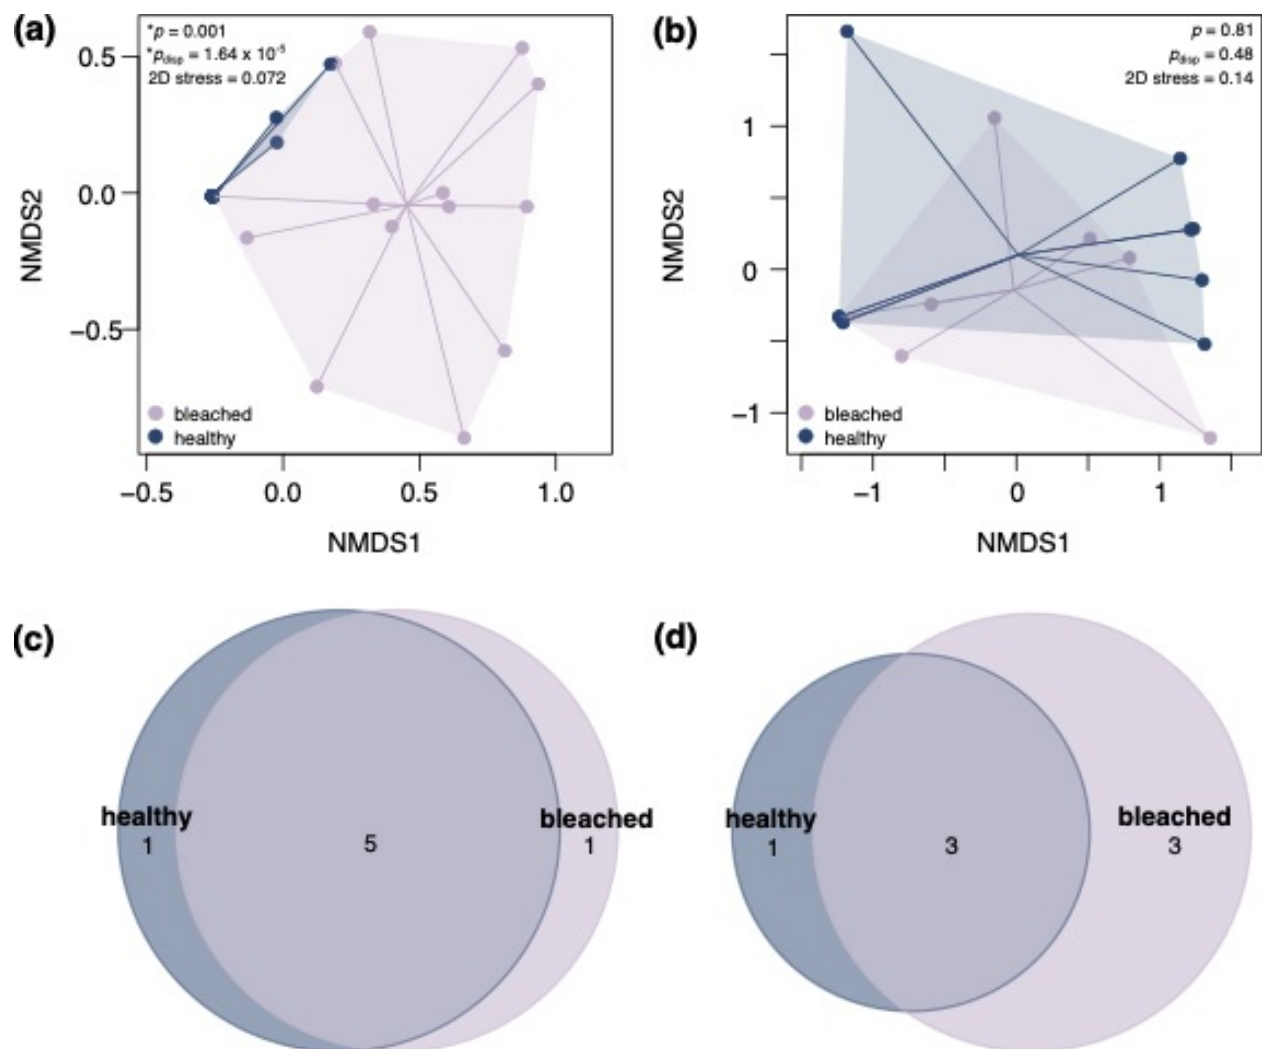 (a)
*p = 0.001
*pdisp = 1.64 x 10-5
2D stress = 0.072
0.5
0.0
−0.5
NMDS2
bleached
healthy
−0.5 0.0 0.5 1.0
NMDS1
(b)
p = 0.81
pdisp = 0.48
2D stress = 0.14
1
0
−1
NMDS2
bleached
healthy
−1 0 1
NMDS1
(c)
healthy
1
5
bleached
1
(d)
healthy
1
3
bleached
3